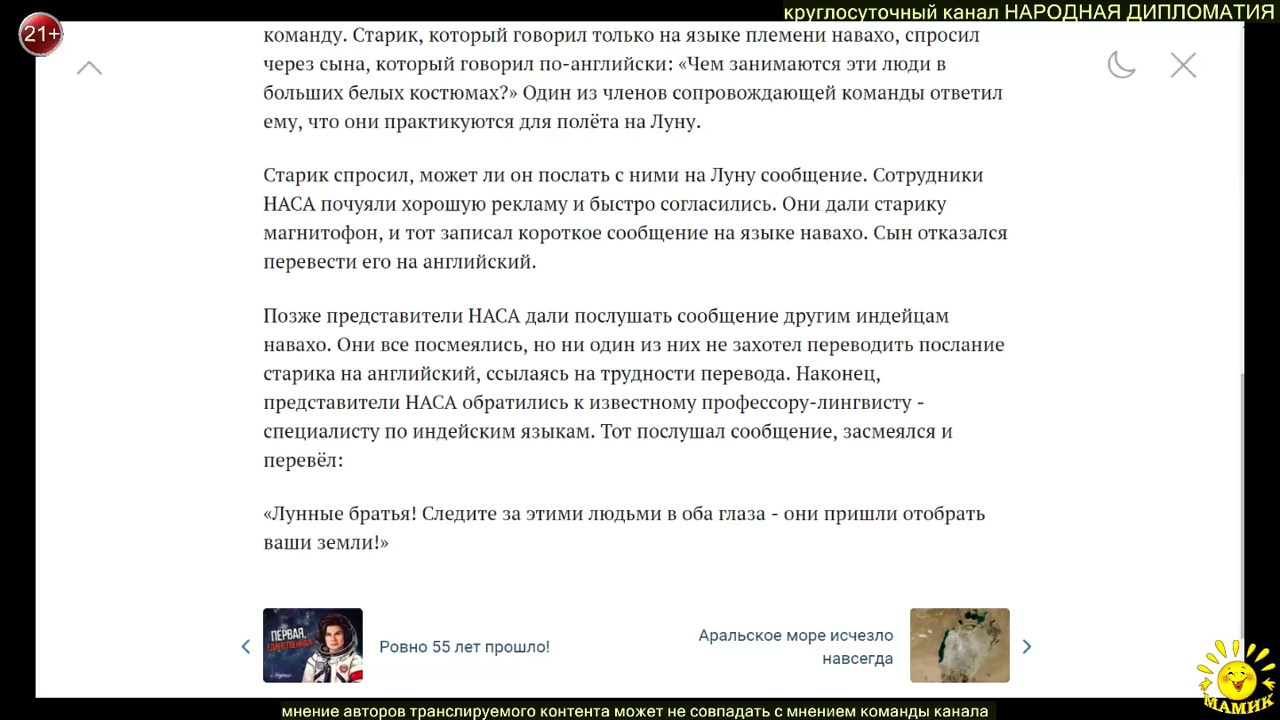 круглосуточный канал НАРОДНАЯ ДИПЛОМАТИЯ
21+
команду. Старик, который говорил только на языке племени навахо, спросил
через сына, который говорил по-английски: «Чем занимаются эти люди в
больших белых костюмах?» Один из членов сопровождающей команды ответил
ему, что они практикуются для полёта на Луну.
Старик спросил, может ли он послать с ними на Луну сообщение. Сотрудники
НАСА почуяли хорошую рекламу и быстро согласились. Они дали старику
магнитофон, и тот записал короткое сообщение на языке навахо. Сын отказался
перевести его на английский.
Позже представители НАСА дали послушать сообщение другим индейцам
навахо. Они все посмеялись, но ни один из них не захотел переводить послание
старика на английский, ссылаясь на трудности перевода. Наконец,
представители НАСА обратились к известному профессору-лингвисту -
специалисту по индейским языкам. Тот послушал сообщение, засмеялся и
перевёл:
«Лунные братья! Следите за этими людьми в оба глаза - они пришли отобрать
ваши земли!»
ПЕРВАЯ,
ЕДИНСТВЕННАЯ
Ровно 55 лет прошло!
Аральское море исчезло
навсегда
МАМИК
мнение авторов транслируемого контента может не совпадать с мнением команды канала